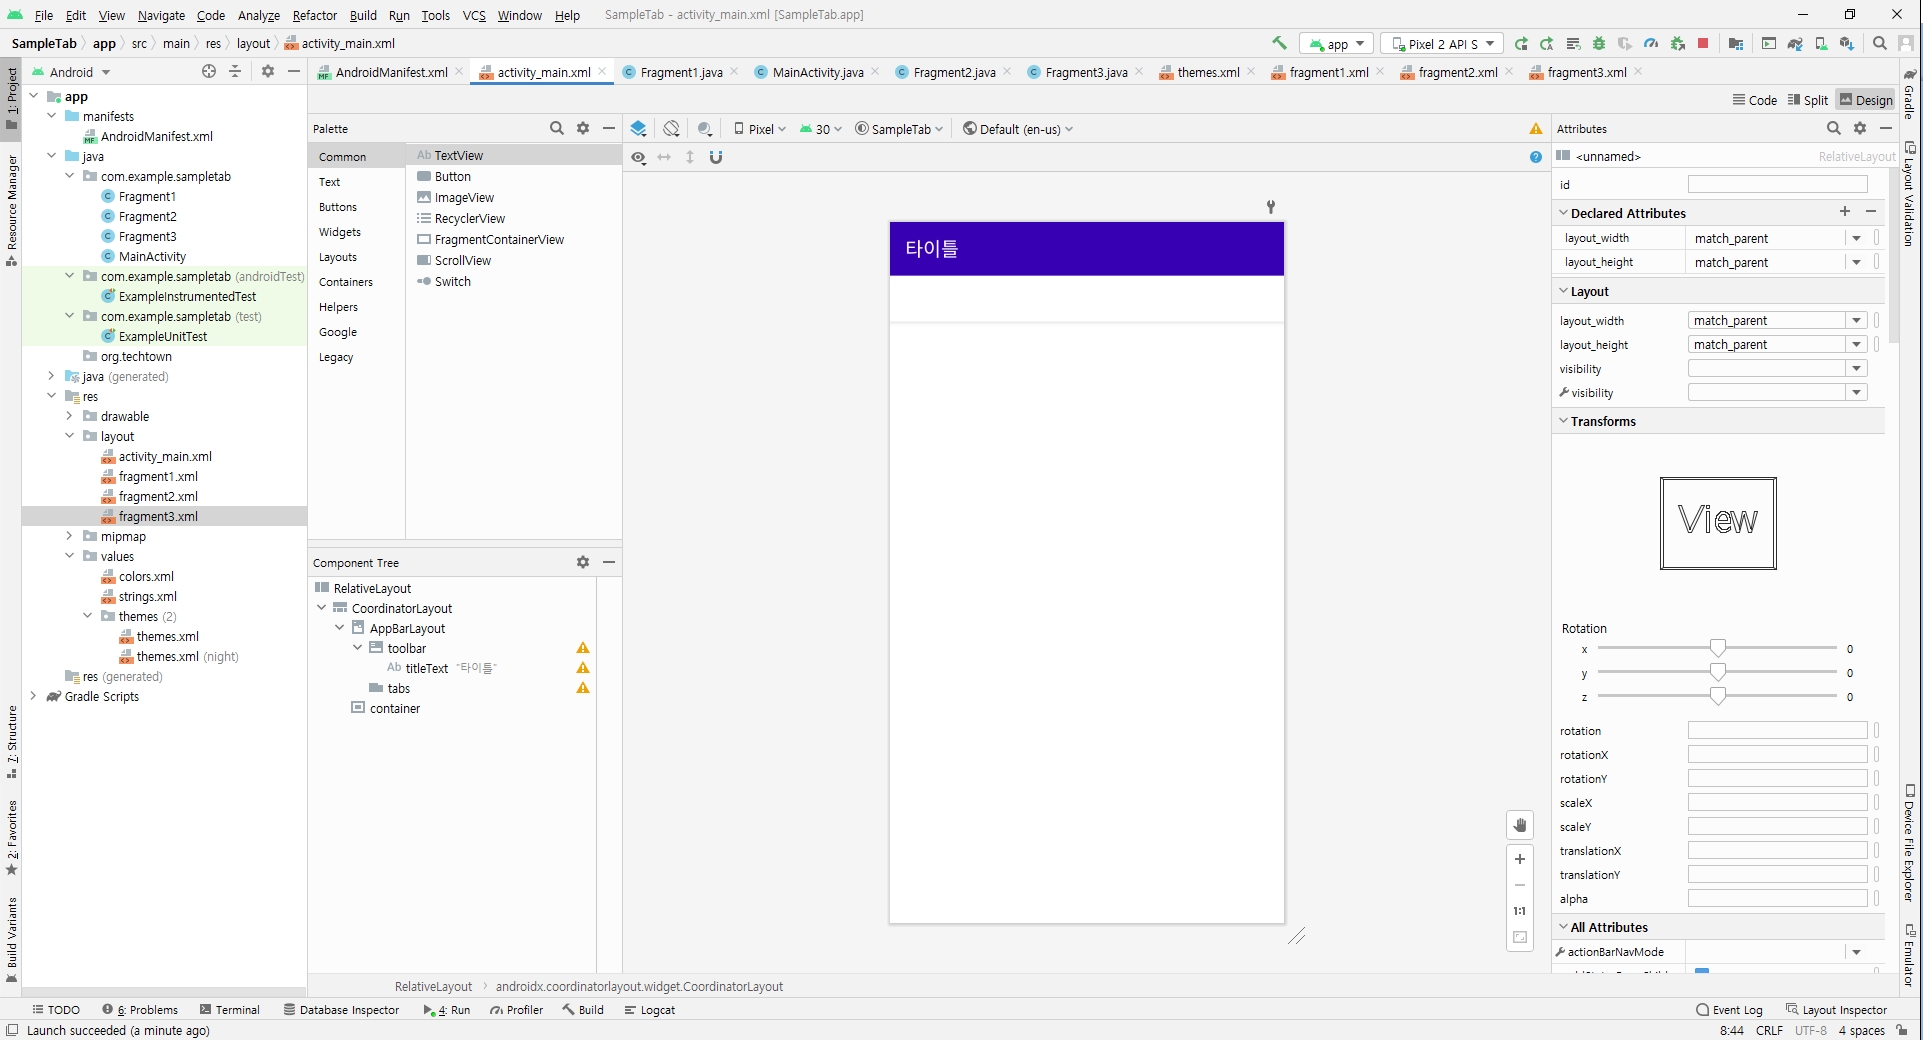 File Edit View Navigate Code Analyze Refactor Build Run Tools VCS Window Help SampleTab - activity_main.xml [SampleTab.app]
SampleTab app src main res layout activity_main.xml
app Pixel 2 API S
1: Project
Resource Manager
7: Structure
2: Favorites
Build Variants
Android
app
manifests
AndroidManifest.xml
java
com.example.sampletab
Fragment1
Fragment2
Fragment3
MainActivity
com.example.sampletab (androidTest)
ExampleInstrumentedTest
com.example.sampletab (test)
ExampleUnitTest
org.techtown
java (generated)
res
drawable
layout
activity_main.xml
fragment1.xml
fragment2.xml
fragment3.xml
mipmap
values
colors.xml
strings.xml
themes (2)
themes.xml
themes.xml (night)
res (generated)
Gradle Scripts
AndroidManifest.xml activity_main.xml Fragment1.java MainActivity.java Fragment2.java Fragment3.java themes.xml fragment1.xml fragment2.xml fragment3.xml
Code Split Design
Palette
Common
Text
Buttons
Widgets
Layouts
Containers
Helpers
Google
Legacy
Ab TextView
Button
ImageView
RecyclerView
FragmentContainerView
ScrollView
Switch
Component Tree
RelativeLayout
CoordinatorLayout
AppBarLayout
toolbar
Ab titleText "타이틀"
tabs
container
Pixel 30 SampleTab Default (en-us)
타이틀
1:1
RelativeLayout androidx.coordinatorlayout.widget.CoordinatorLayout
Attributes
<unnamed> RelativeLayout
id
Declared Attributes
layout_width match_parent
layout_height match_parent
Layout
layout_width match_parent
layout_height match_parent
visibility
visibility
Transforms
View
Rotation
x 0
y 0
z 0
rotation
rotationX
rotationY
scaleX
scaleY
translationX
translationY
alpha
All Attributes
actionBarNavMode
Gradle
Layout Validation
Device File Explorer
Emulator
TODO 6: Problems Terminal Database Inspector 4: Run Profiler Build Logcat Event Log Layout Inspector
Launch succeeded (a minute ago) 8:44 CRLF UTF-8 4 spaces